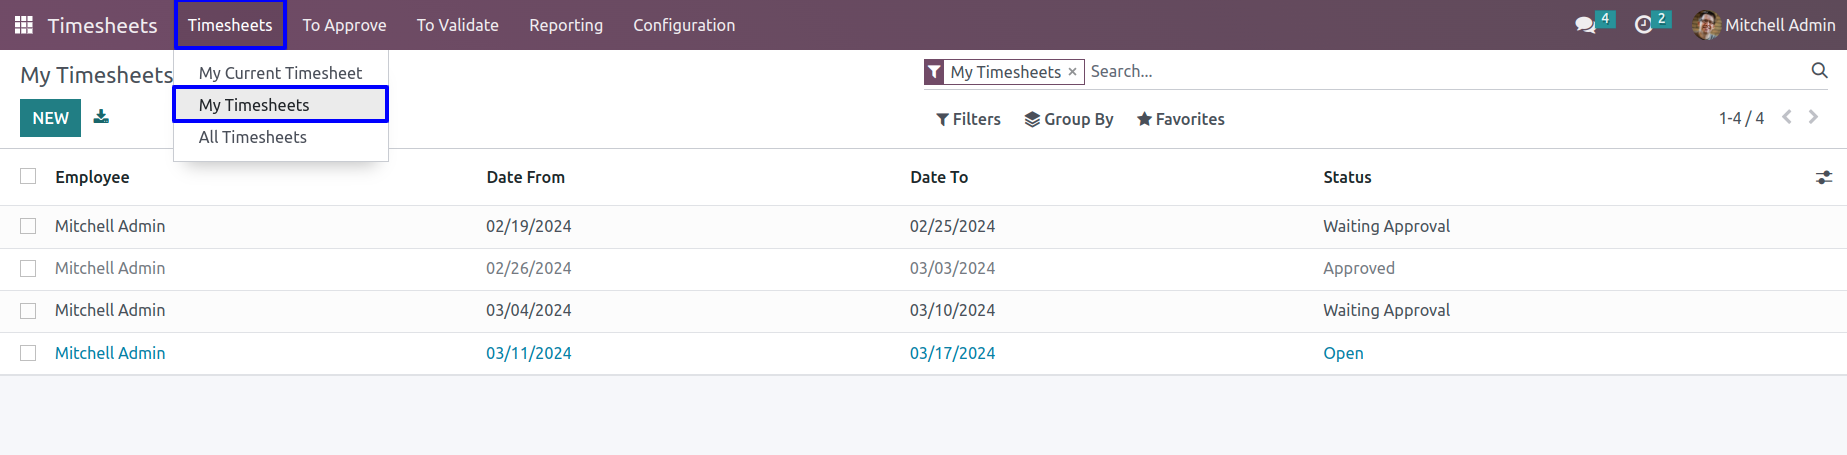 Timesheets Timesheets To Approve To Validate Reporting Configuration 4 2 Mitchell Admin
My Timesheets My Current Timesheet My Timesheets × Search...
NEW My Timesheets
All Timesheets
Filters Group By Favorites 1-4 / 4
Employee Date From Date To Status
Mitchell Admin 02/19/2024 02/25/2024 Waiting Approval
Mitchell Admin 02/26/2024 03/03/2024 Approved
Mitchell Admin 03/04/2024 03/10/2024 Waiting Approval
Mitchell Admin 03/11/2024 03/17/2024 Open